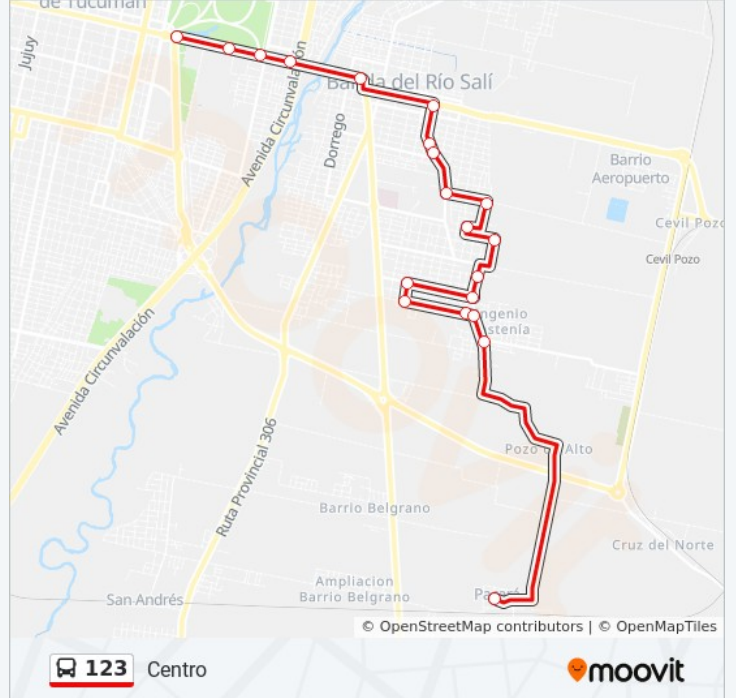 de Tucumán
Jujuy
Avenida Circunvalación
Banda del Río Salí
Dorrego
Barrio
Aeropuerto
Cevil Pozo
Cevil Pozo
Ingenio
Avenida Circunvalación
Ruta Provincial 306
Pozo del Alto
Barrio Belgrano
Cruz del Norte
Ampliacion
Barrio Belgrano
San Andrés
© OpenStreetMap contributors | © OpenMapTiles
123 Centro
moovit